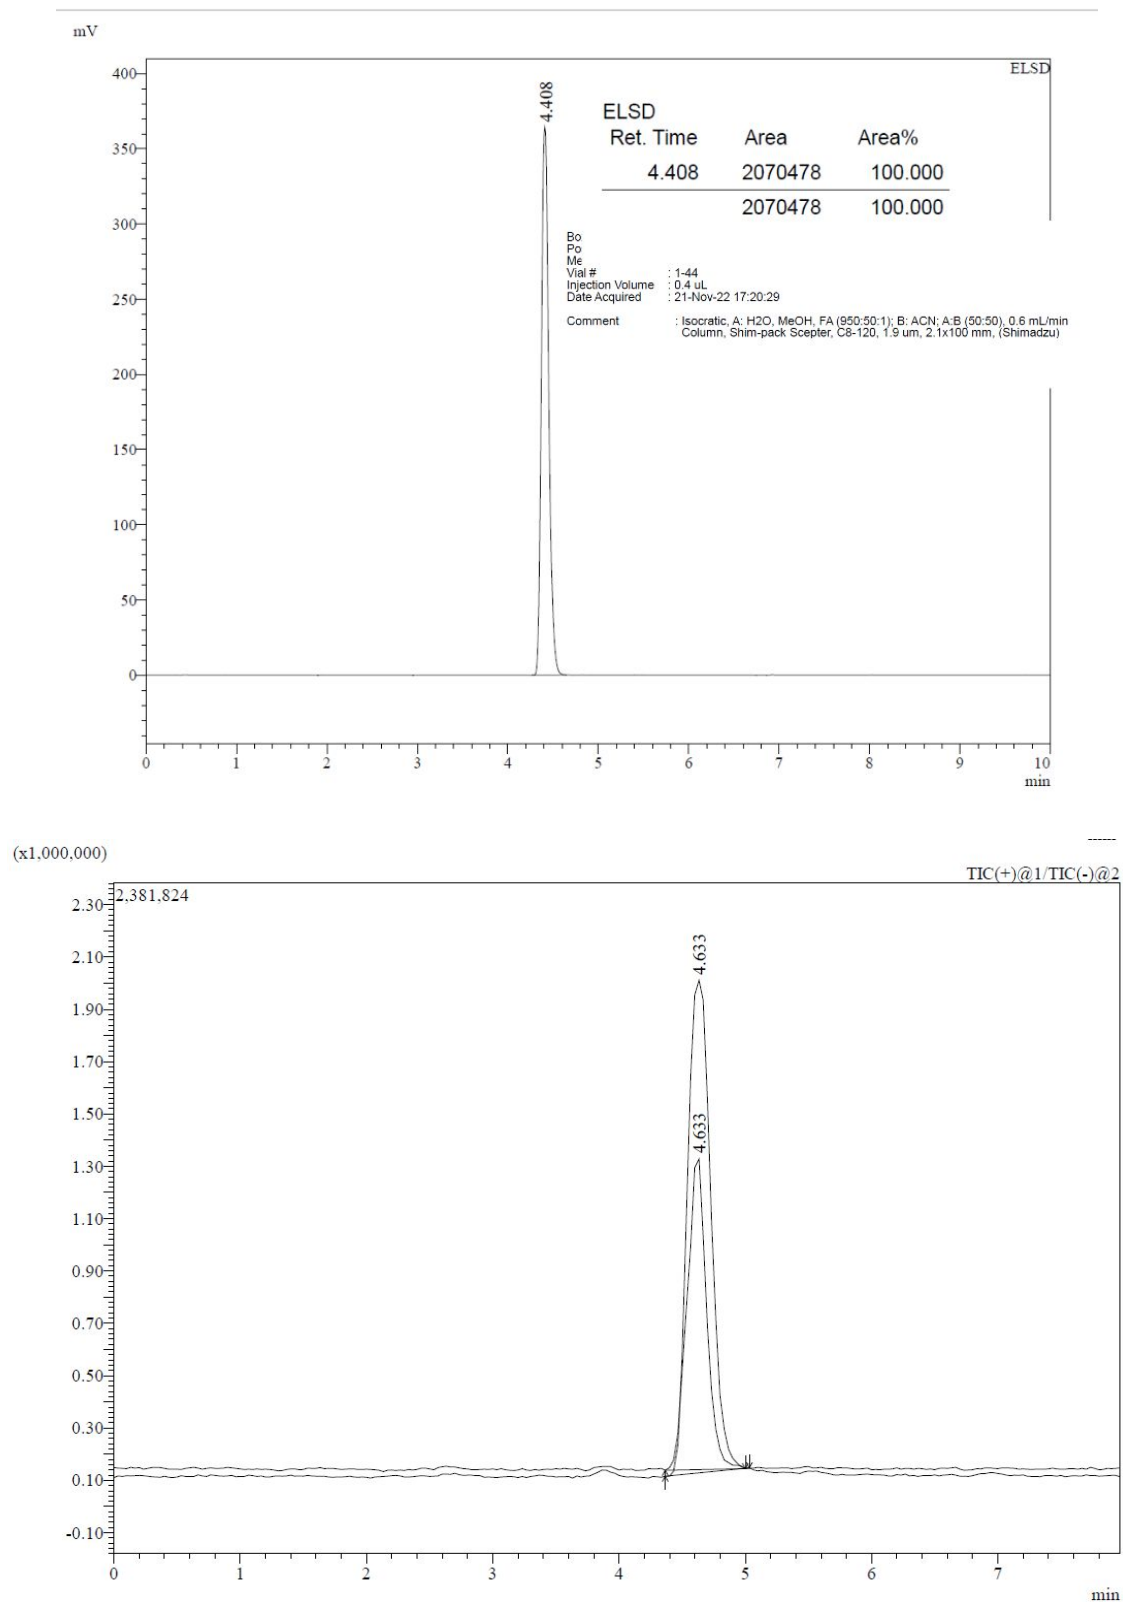 mV
ELSD
400
350
300
250
200
150
100
50
0
4.408
ELSD
Ret. Time Area Area%
4.408 2070478 100.000
2070478 100.000
Bo
Po
Me
Vial # : 1-44
Injection Volume : 0.4 uL
Date Acquired : 21-Nov-22 17:20:29
Comment : Isocratic, A: H2O, MeOH, FA (950:50:1); B: ACN; A:B (50:50), 0.6 mL/min
Column, Shim-pack Scepter, C8-120, 1.9 um, 2.1x100 mm, (Shimadzu)
0 1 2 3 4 5 6 7 8 9 10
min
(x1,000,000)
TIC(+)@1/TIC(-)@2
2,381,824
2.30
2.10
1.90
1.70
1.50
1.30
1.10
0.90
0.70
0.50
0.30
0.10
-0.10
4.633
4.633
0 1 2 3 4 5 6 7
min